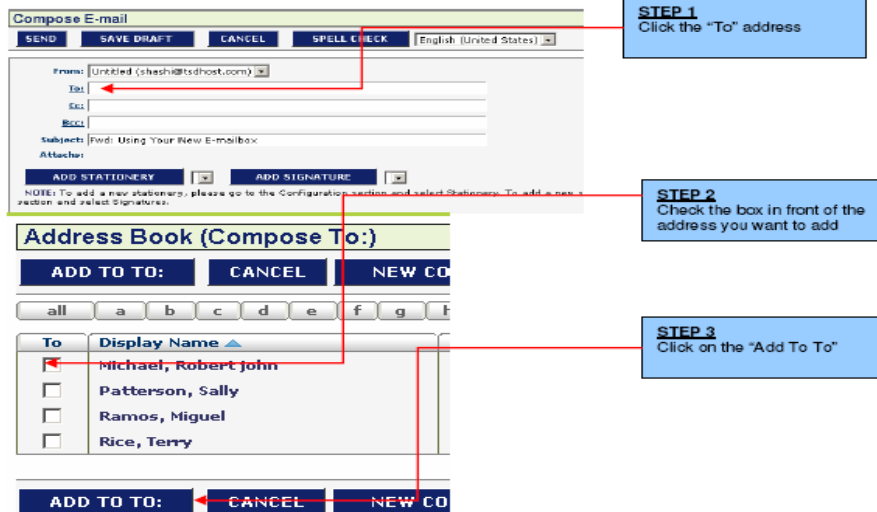 Compose E-mail
SEND SAVE DRAFT CANCEL SPELL CHECK English (United States)
From: Untitled (shashi@tsdhost.com)
To:
Cc:
Bcc:
Subject: Fwd: Using Your New E-mailbox
Attachs:
ADD STATIONERY ADD SIGNATURE
NOTE: To add a new stationery, please go to the Configuration section and select Stationery. To add a new s
section and select Signatures.
STEP 1
Click the “To” address
STEP 2
Check the box in front of the
address you want to add
Address Book (Compose To:)
ADD TO TO: CANCEL NEW CO
all a b c d e f g h
To Display Name
Michael, Robert John
Patterson, Sally
Ramos, Miguel
Rice, Terry
STEP 3
Click on the “Add To To”
ADD TO TO: CANCEL NEW CO